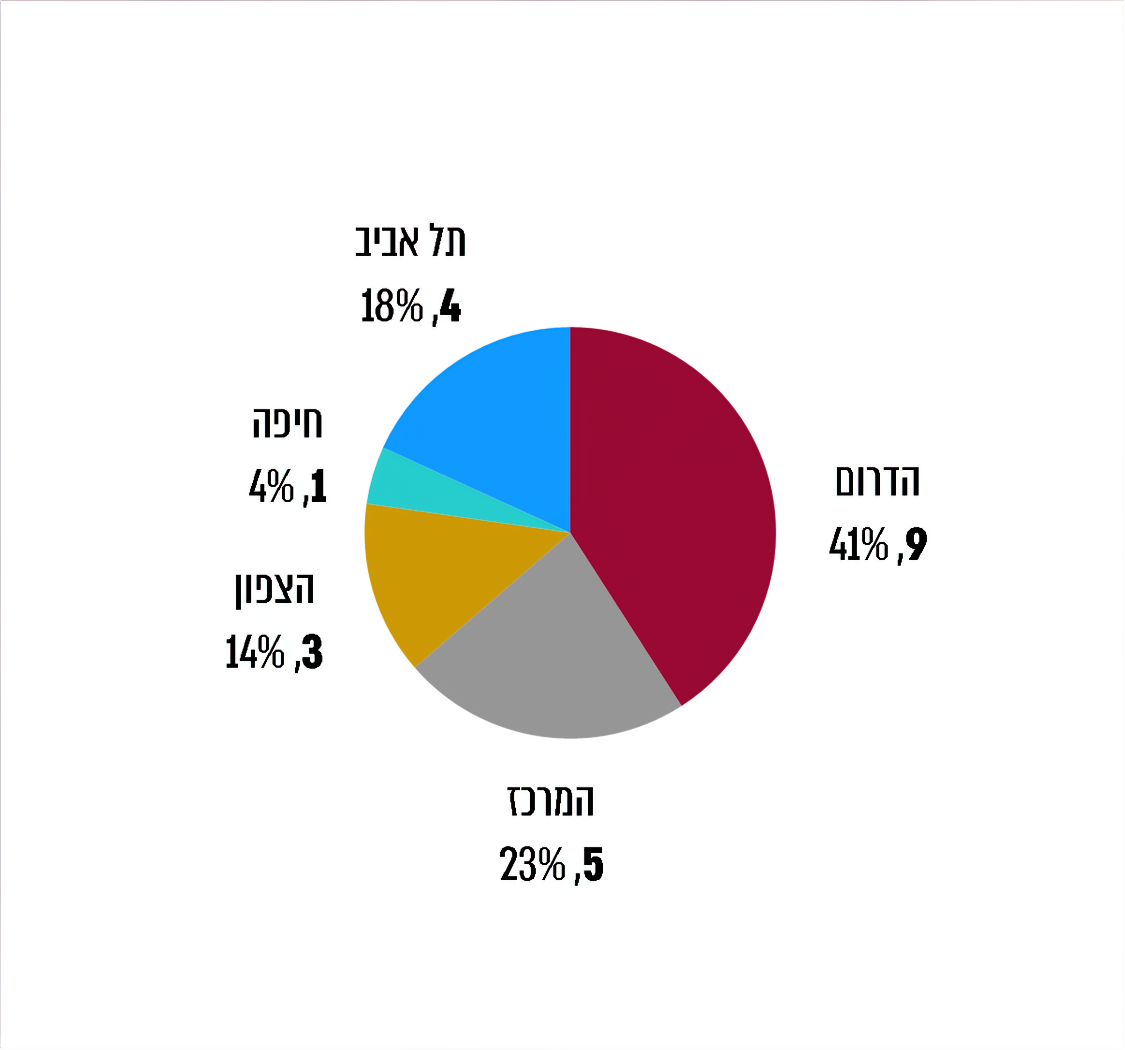 תל אביב
4, 18%
חיפה
1, 4%
הדרום
9, 41%
הצפון
3, 14%
המרכז
5, 23%